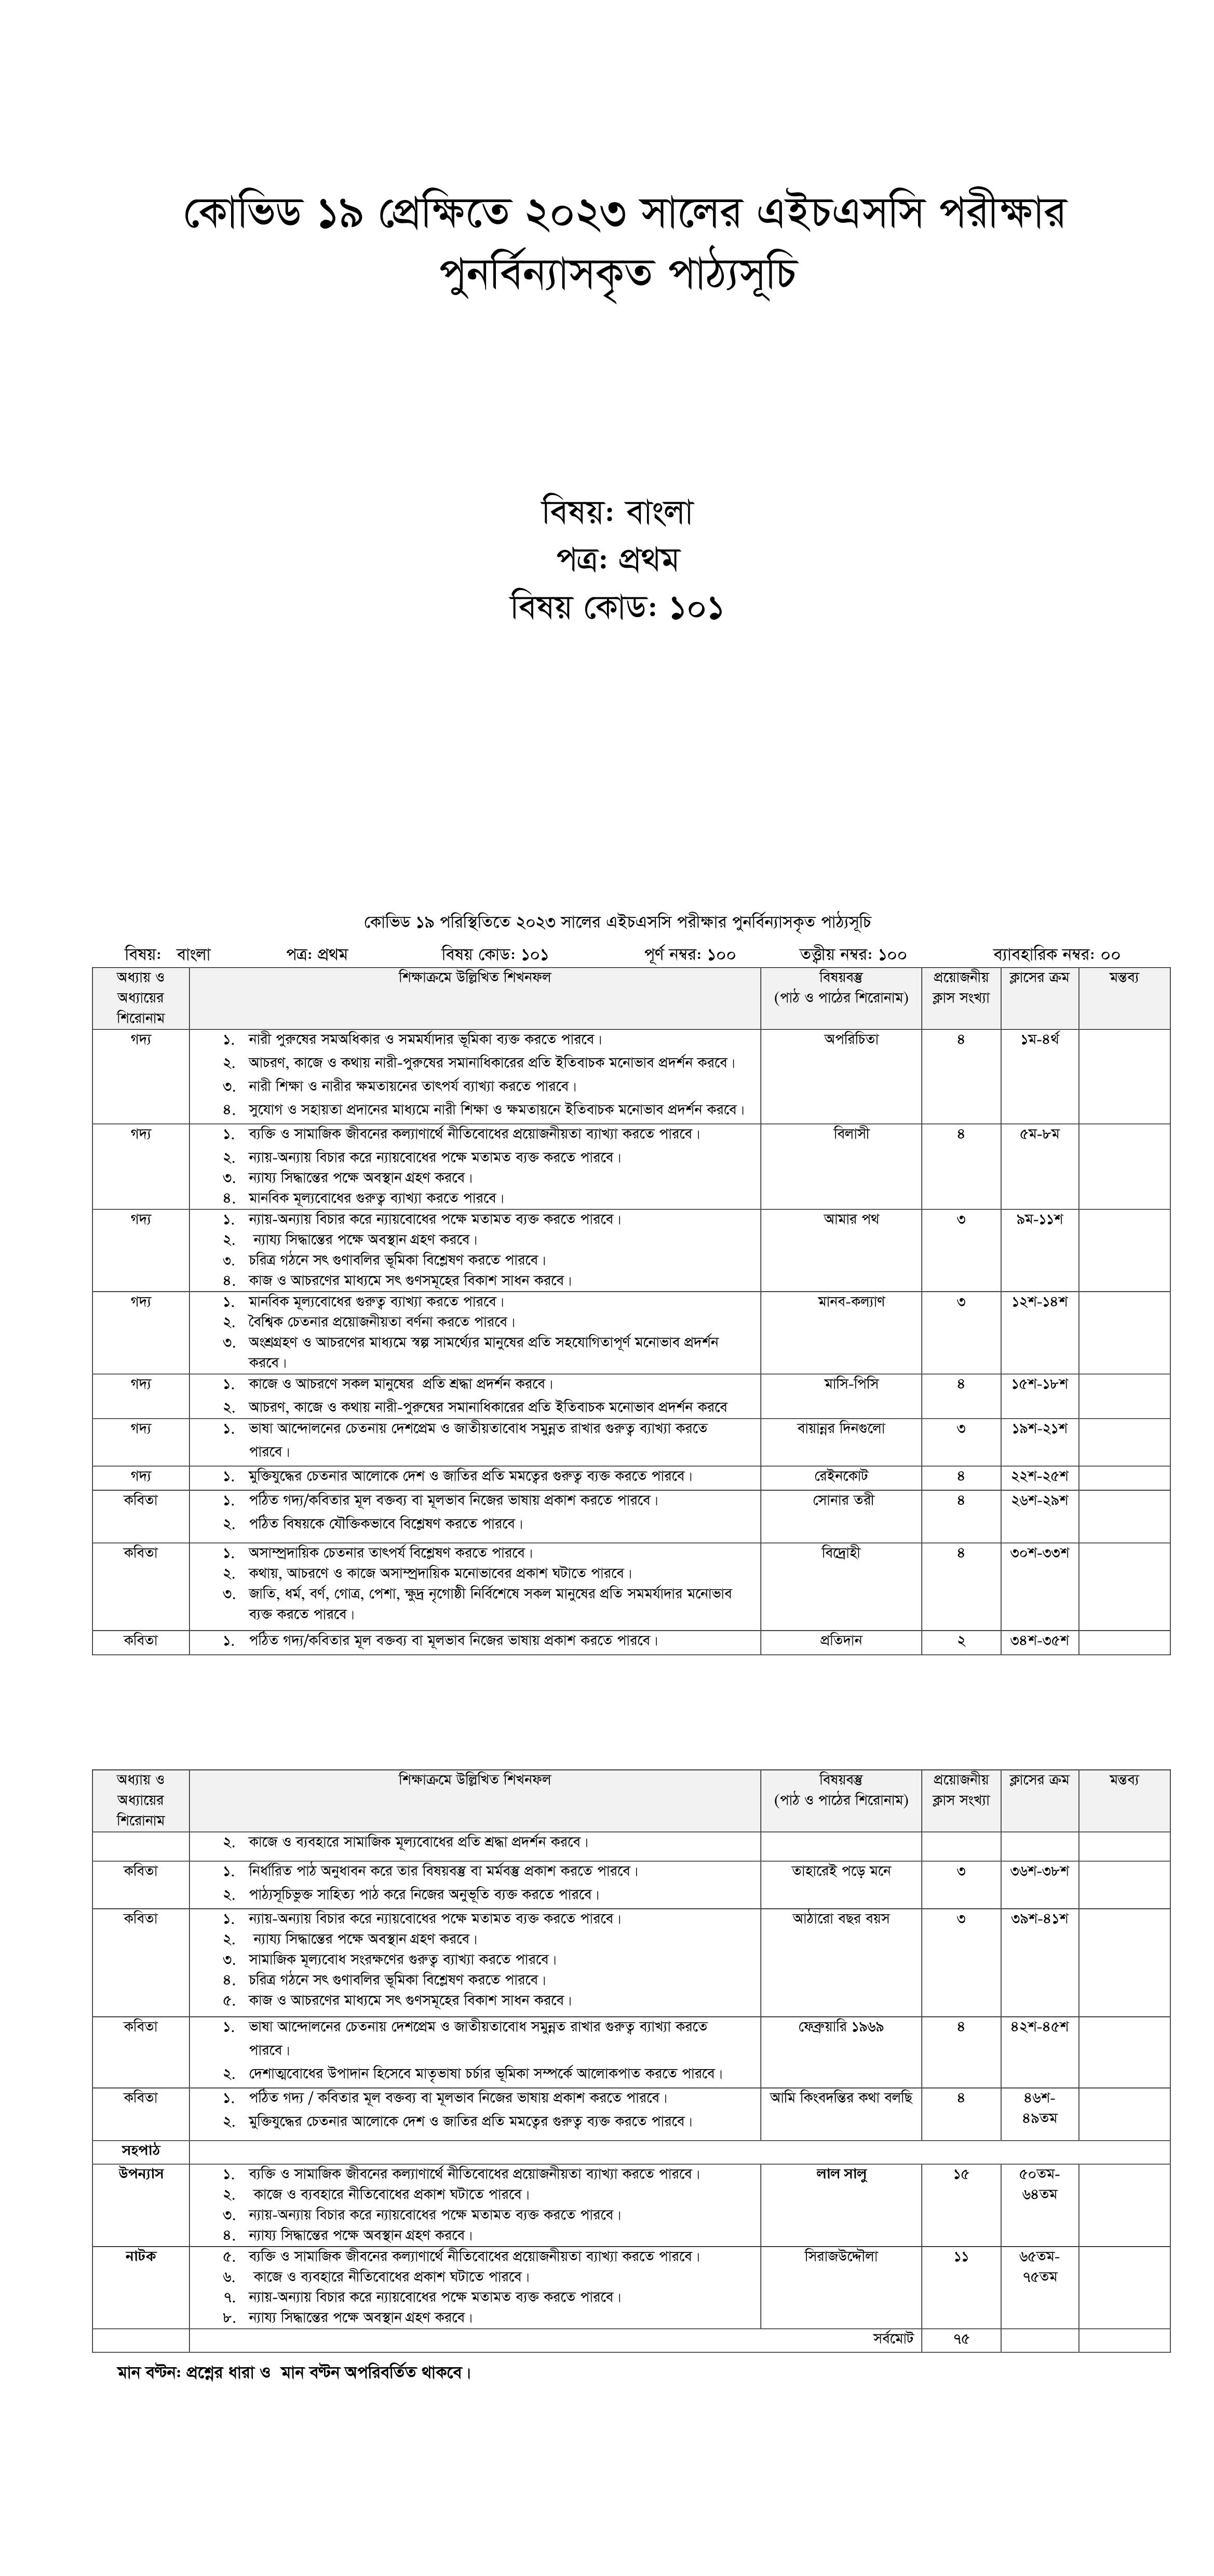 কোভিড ১৯ প্রেক্ষিতে ২০২৩ সালের এইচএসসি পরীক্ষার
পুনর্বিন্যাসকৃত পাঠ্যসূচি
বিষয়: বাংলা
পত্র: প্রথম
বিষয় কোড: ১০১
কোভিড ১৯ পরিস্থিতিতে ২০২৩ সালের এইচএসসি পরীক্ষার পুনর্বিন্যাসকৃত পাঠ্যসূচি
বিষয়: বাংলা পত্র: প্রথম বিষয় কোড: ১০১ পূর্ণ নম্বর: ১০০ তত্ত্বীয় নম্বর: ১০০ ব্যাবহারিক নম্বর: ০০
অধ্যায় ও শিক্ষাক্রমে উল্লিখিত শিখনফল বিষয়বস্তু প্রয়োজনীয় ক্লাসের ক্রম মন্তব্য
অধ্যায়ের (পাঠ ও পাঠের শিরোনাম) ক্লাস সংখ্যা
শিরোনাম
গদ্য ১. নারী পুরুষের সমঅধিকার ও সমমর্যাদার ভূমিকা ব্যক্ত করতে পারবে। অপরিচিতা ৪ ১ম-৪র্থ
২. আচরণ, কাজে ও কথায় নারী-পুরুষের সমানাধিকারের প্রতি ইতিবাচক মনোভাব প্রদর্শন করবে।
৩. নারী শিক্ষা ও নারীর ক্ষমতায়নের তাৎপর্য ব্যাখ্যা করতে পারবে।
৪. সুযোগ ও সহায়তা প্রদানের মাধ্যমে নারী শিক্ষা ও ক্ষমতায়নে ইতিবাচক মনোভাব প্রদর্শন করবে।
গদ্য ১. ব্যক্তি ও সামাজিক জীবনের কল্যাণার্থে নীতিবোধের প্রয়োজনীয়তা ব্যাখ্যা করতে পারবে। বিলাসী ৪ ৫ম-৮ম
২. ন্যায়-অন্যায় বিচার করে ন্যায়বোধের পক্ষে মতামত ব্যক্ত করতে পারবে।
৩. ন্যায্য সিদ্ধান্তের পক্ষে অবস্থান গ্রহণ করবে।
৪. মানবিক মূল্যবোধের গুরুত্ব ব্যাখ্যা করতে পারবে।
গদ্য ১. ন্যায়-অন্যায় বিচার করে ন্যায়বোধের পক্ষে মতামত ব্যক্ত করতে পারবে। আমার পথ ৩ ৯ম-১১শ
২. ন্যায্য সিদ্ধান্তের পক্ষে অবস্থান গ্রহণ করবে।
৩. চরিত্র গঠনে সৎ গুণাবলির ভূমিকা বিশ্লেষণ করতে পারবে।
৪. কাজ ও আচরণের মাধ্যমে সৎ গুণসমূহের বিকাশ সাধন করবে।
গদ্য ১. মানবিক মূল্যবোধের গুরুত্ব ব্যাখ্যা করতে পারবে। মানব-কল্যাণ ৩ ১২শ-১৪শ
২. বৈশ্বিক চেতনার প্রয়োজনীয়তা বর্ণনা করতে পারবে।
৩. অংশ্রগ্রহণ ও আচরণের মাধ্যমে স্বল্প সামর্থ্যের মানুষের প্রতি সহযোগিতাপূর্ণ মনোভাব প্রদর্শন
করবে।
গদ্য ১. কাজে ও আচরণে সকল মানুষের প্রতি শ্রদ্ধা প্রদর্শন করবে। মাসি-পিসি ৪ ১৫শ-১৮শ
২. আচরণ, কাজে ও কথায় নারী-পুরুষের সমানাধিকারের প্রতি ইতিবাচক মনোভাব প্রদর্শন করবে
গদ্য ১. ভাষা আন্দোলনের চেতনায় দেশপ্রেম ও জাতীয়তাবোধ সমুন্নত রাখার গুরুত্ব ব্যাখ্যা করতে বায়ান্নর দিনগুলো ৩ ১৯শ-২১শ
পারবে।
গদ্য ১. মুক্তিযুদ্ধের চেতনার আলোকে দেশ ও জাতির প্রতি মমত্বের গুরুত্ব ব্যক্ত করতে পারবে। রেইনকোট ৪ ২২শ-২৫শ
কবিতা ১. পঠিত গদ্য/কবিতার মূল বক্তব্য বা মূলভাব নিজের ভাষায় প্রকাশ করতে পারবে। সোনার তরী ৪ ২৬শ-২৯শ
২. পঠিত বিষয়কে যৌক্তিকভাবে বিশ্লেষণ করতে পারবে।
কবিতা ১. অসাম্প্রদায়িক চেতনার তাৎপর্য বিশ্লেষণ করতে পারবে। বিদ্রোহী ৪ ৩০শ-৩৩শ
২. কথায়, আচরণে ও কাজে অসাম্প্রদায়িক মনোভাবের প্রকাশ ঘটাতে পারবে।
৩. জাতি, ধর্ম, বর্ণ, গোত্র, পেশা, ক্ষুদ্র নৃগোষ্ঠী নির্বিশেষে সকল মানুষের প্রতি সমমর্যাদার মনোভাব
ব্যক্ত করতে পারবে।
কবিতা ১. পঠিত গদ্য/কবিতার মূল বক্তব্য বা মূলভাব নিজের ভাষায় প্রকাশ করতে পারবে। প্রতিদান ২ ৩৪শ-৩৫শ
অধ্যায় ও শিক্ষাক্রমে উল্লিখিত শিখনফল বিষয়বস্তু প্রয়োজনীয় ক্লাসের ক্রম মন্তব্য
অধ্যায়ের (পাঠ ও পাঠের শিরোনাম) ক্লাস সংখ্যা
শিরোনাম
২. কাজে ও ব্যবহারে সামাজিক মূল্যবোধের প্রতি শ্রদ্ধা প্রদর্শন করবে।
কবিতা ১. নির্ধারিত পাঠ অনুধাবন করে তার বিষয়বস্তু বা মর্মবস্তু প্রকাশ করতে পারবে। তাহারেই পড়ে মনে ৩ ৩৬শ-৩৮শ
২. পাঠ্যসূচিভুক্ত সাহিত্য পাঠ করে নিজের অনুভূতি ব্যক্ত করতে পারবে।
কবিতা ১. ন্যায়-অন্যায় বিচার করে ন্যায়বোধের পক্ষে মতামত ব্যক্ত করতে পারবে। আঠারো বছর বয়স ৩ ৩৯শ-৪১শ
২. ন্যায্য সিদ্ধান্তের পক্ষে অবস্থান গ্রহণ করবে।
৩. সামাজিক মূল্যবোধ সংরক্ষণের গুরুত্ব ব্যাখ্যা করতে পারবে।
৪. চরিত্র গঠনে সৎ গুণাবলির ভূমিকা বিশ্লেষণ করতে পারবে।
৫. কাজ ও আচরণের মাধ্যমে সৎ গুণসমূহের বিকাশ সাধন করবে।
কবিতা ১. ভাষা আন্দোলনের চেতনায় দেশপ্রেম ও জাতীয়তাবোধ সমুন্নত রাখার গুরুত্ব ব্যাখ্যা করতে ফেব্রুয়ারি ১৯৬৯ ৪ ৪২শ-৪৫শ
পারবে।
২. দেশাত্মবোধের উপাদান হিসেবে মাতৃভাষা চর্চার ভূমিকা সম্পর্কে আলোকপাত করতে পারবে।
কবিতা ১. পঠিত গদ্য / কবিতার মূল বক্তব্য বা মূলভাব নিজের ভাষায় প্রকাশ করতে পারবে। আমি কিংবদন্তির কথা বলছি ৪ ৪৬শ-
২. মুক্তিযুদ্ধের চেতনার আলোকে দেশ ও জাতির প্রতি মমত্বের গুরুত্ব ব্যক্ত করতে পারবে। ৪৯তম
সহপাঠ
উপন্যাস ১. ব্যক্তি ও সামাজিক জীবনের কল্যাণার্থে নীতিবোধের প্রয়োজনীয়তা ব্যাখ্যা করতে পারবে। লাল সালু ১৫ ৫০তম-
২. কাজে ও ব্যবহারে নীতিবোধের প্রকাশ ঘটাতে পারবে। ৬৪তম
৩. ন্যায়-অন্যায় বিচার করে ন্যায়বোধের পক্ষে মতামত ব্যক্ত করতে পারবে।
৪. ন্যায্য সিদ্ধান্তের পক্ষে অবস্থান গ্রহণ করবে।
নাটক ৫. ব্যক্তি ও সামাজিক জীবনের কল্যাণার্থে নীতিবোধের প্রয়োজনীয়তা ব্যাখ্যা করতে পারবে। সিরাজউদ্দৌলা ১১ ৬৫তম-
৬. কাজে ও ব্যবহারে নীতিবোধের প্রকাশ ঘটাতে পারবে। ৭৫তম
৭. ন্যায়-অন্যায় বিচার করে ন্যায়বোধের পক্ষে মতামত ব্যক্ত করতে পারবে।
৮. ন্যায্য সিদ্ধান্তের পক্ষে অবস্থান গ্রহণ করবে।
সর্বমোট ৭৫
মান বণ্টন: প্রশ্নের ধারা ও মান বণ্টন অপরিবর্তিত থাকবে।